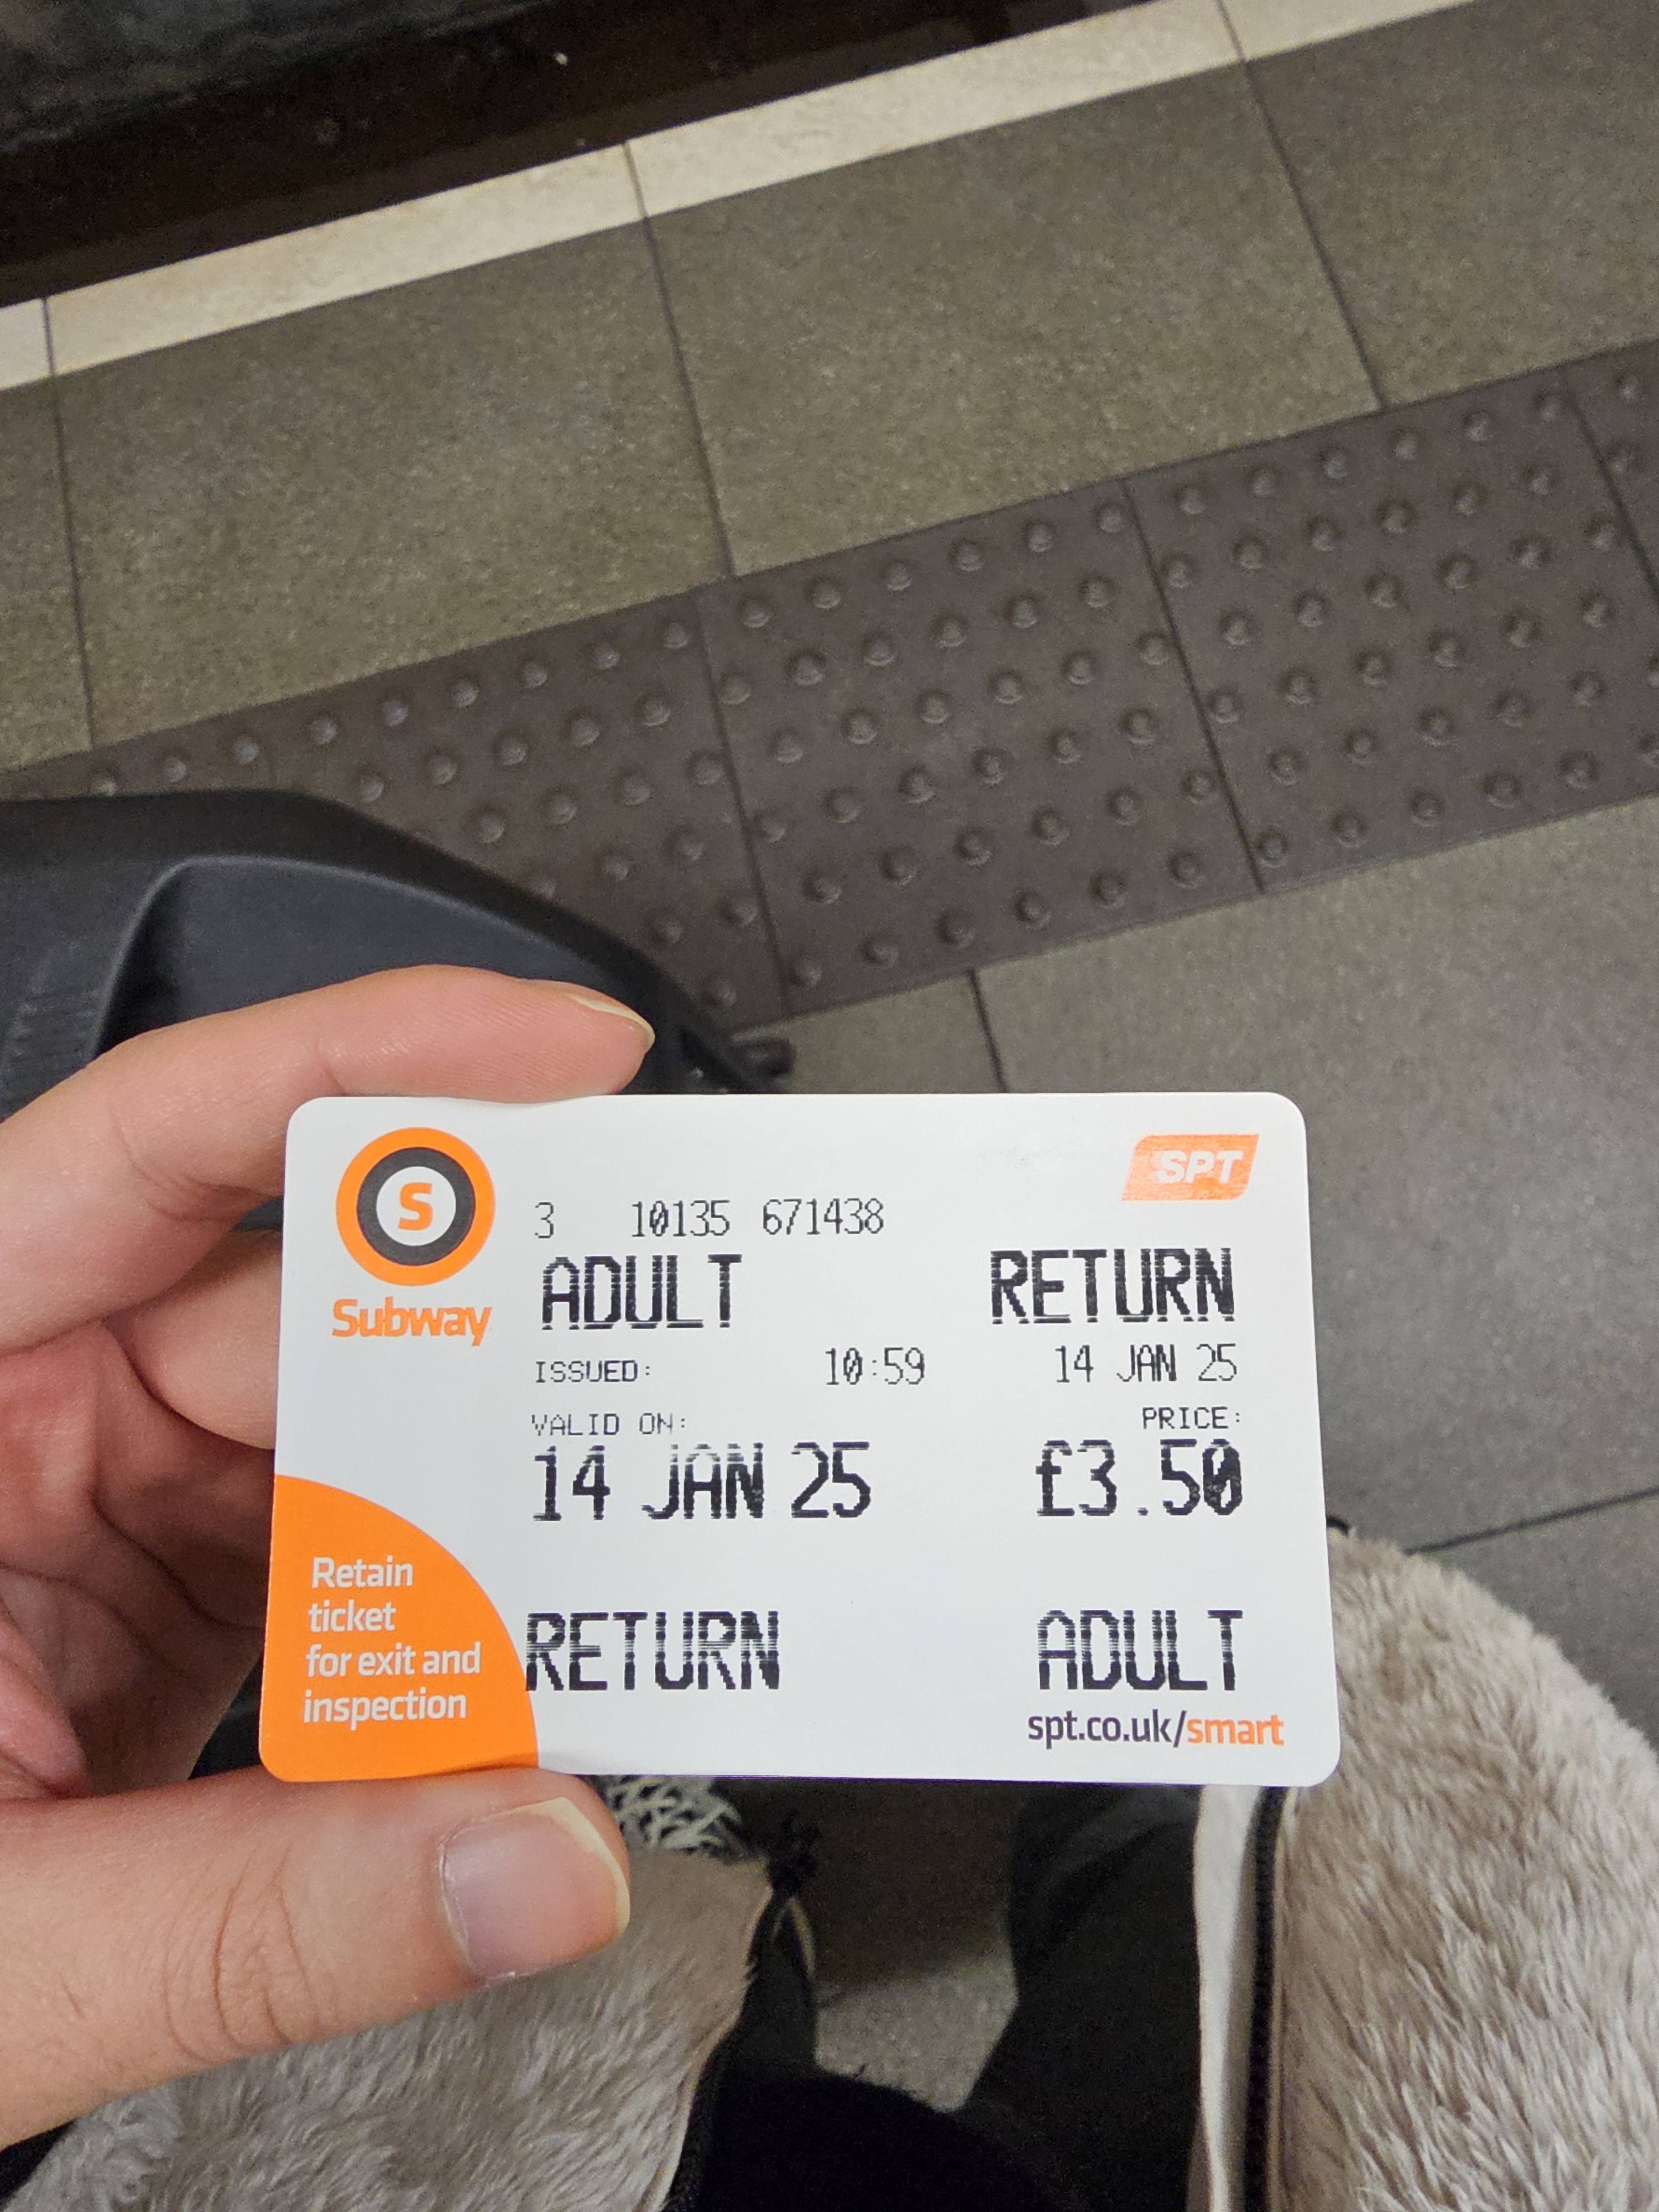 S
Subway
SPT
3 10135 671438
ADULT RETURN
ISSUED: 10:59 14 JAN 25
VALID ON: PRICE:
14 JAN 25 £3.50
Retain
ticket
for exit and
inspection
RETURN ADULT
spt.co.uk/smart